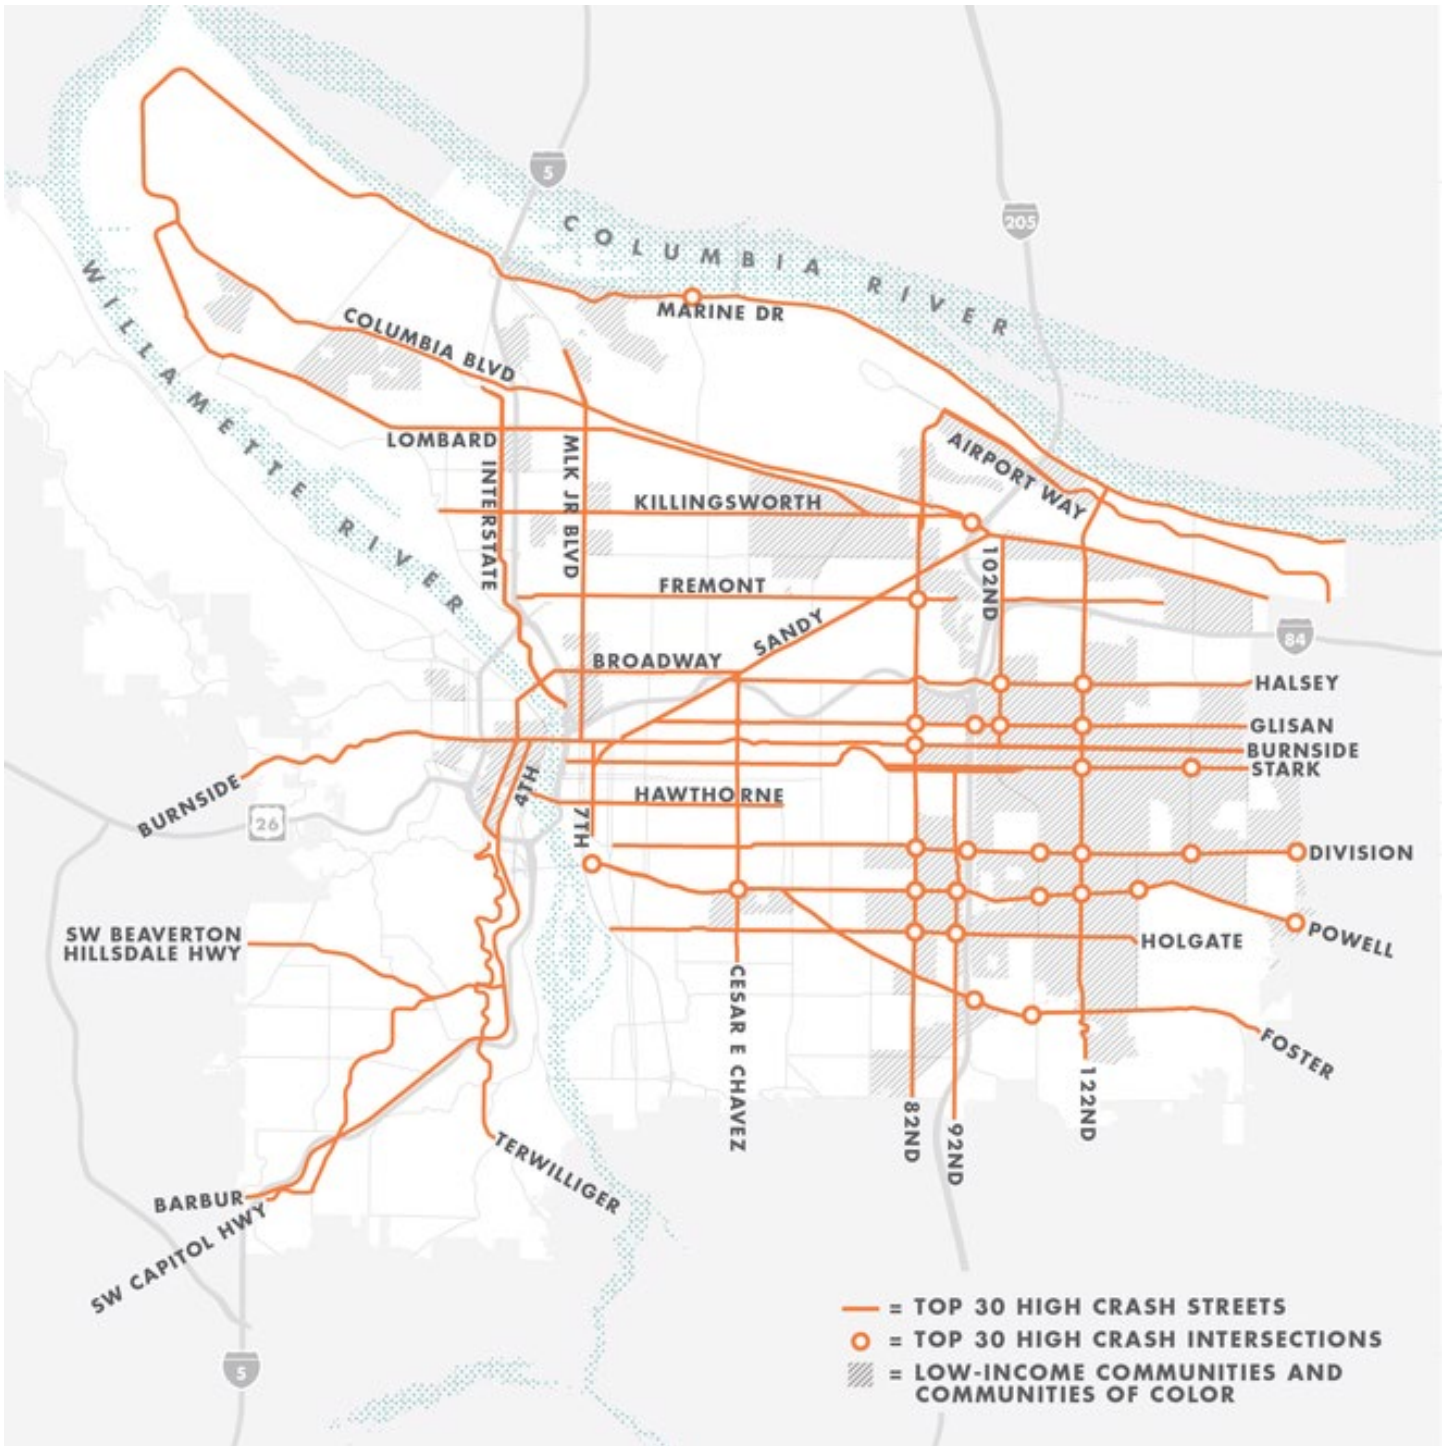 5
205
COLUMBIA RIVER
WILLAMETTE RIVER
MARINE DR
COLUMBIA BLVD
LOMBARD
INTERSTATE
MLK JR BLVD
AIRPORT WAY
KILLINGSWORTH
102ND
FREMONT
SANDY
84
BROADWAY
HALSEY
GLISAN
BURNSIDE
STARK
BURNSIDE
26
4TH
7TH
HAWTHORNE
DIVISION
SW BEAVERTON
HILLSDALE HWY
POWELL
HOLGATE
CESAR E CHAVEZ
FOSTER
82ND
92ND
122ND
TERWILLIGER
BARBUR
SW CAPITOL HWY
5
= TOP 30 HIGH CRASH STREETS
= TOP 30 HIGH CRASH INTERSECTIONS
= LOW-INCOME COMMUNITIES AND
COMMUNITIES OF COLOR